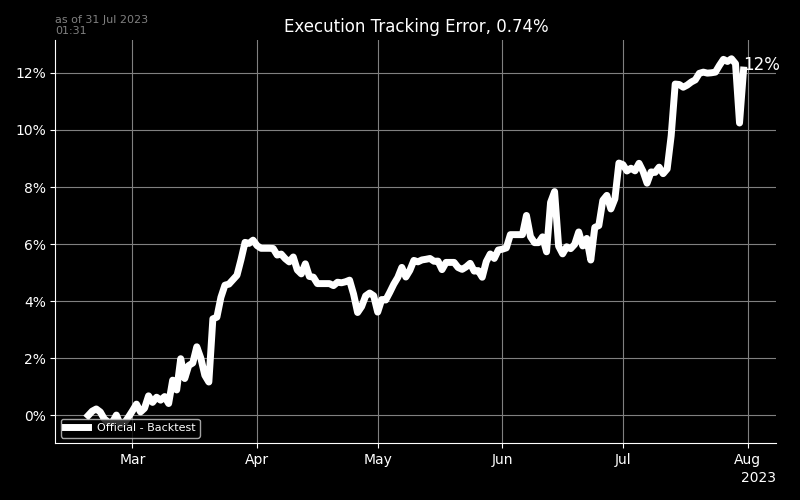 as of 31 Jul 2023
01:31
Execution Tracking Error, 0.74%
12%
12%
10%
8%
6%
4%
2%
0%
Official - Backtest
Mar Apr May Jun Jul Aug
2023